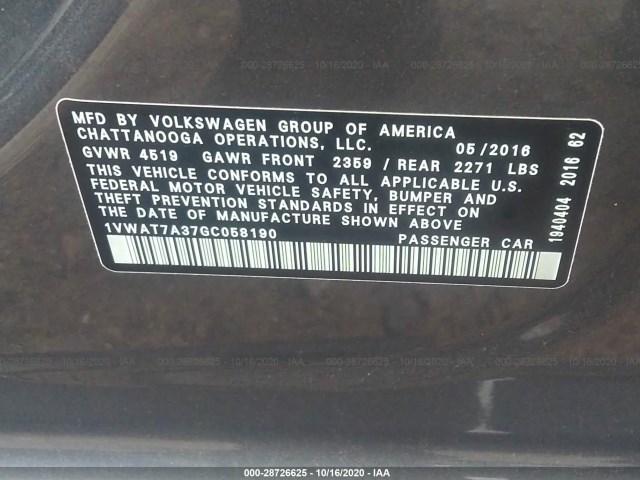 MFD BY VOLKSWAGEN GROUP OF AMERICA
CHATTANOOGA OPERATIONS, LLC. 05/2016
GVWR 4519 GAWR FRONT 2359 / REAR 2271 LBS
THIS VEHICLE CONFORMS TO ALL APPLICABLE U.S.
FEDERAL MOTOR VEHICLE SAFETY, BUMPER AND
THEFT PREVENTION STANDARDS IN EFFECT ON
THE DATE OF MANUFACTURE SHOWN ABOVE
1VWAT7A37GC058190 PASSENGER CAR
1940404 2016 62
000-28726625 | 10/16/2020 | IAA